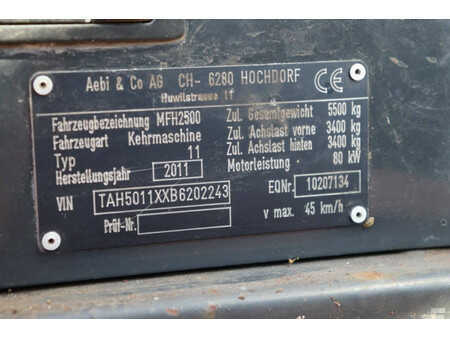 Aebi & Co AG CH- 6280 HOCHDORF CE
Huwilstrasse 11
Fahrzeugbezeichnung MFH2500 Zul. Gesamtgewicht 5500 kg
Fahrzeugart Kehrmaschine Zul. Achslast vorne 3400 kg
Typ 11 Zul. Achslast hinten 3400 kg
Herstellungsjahr 2011 Motorleistung 80 kW
VIN TAH5011XXB6202243 EQNr. 10207134
Prüf-Nr. v max. 45 km/h